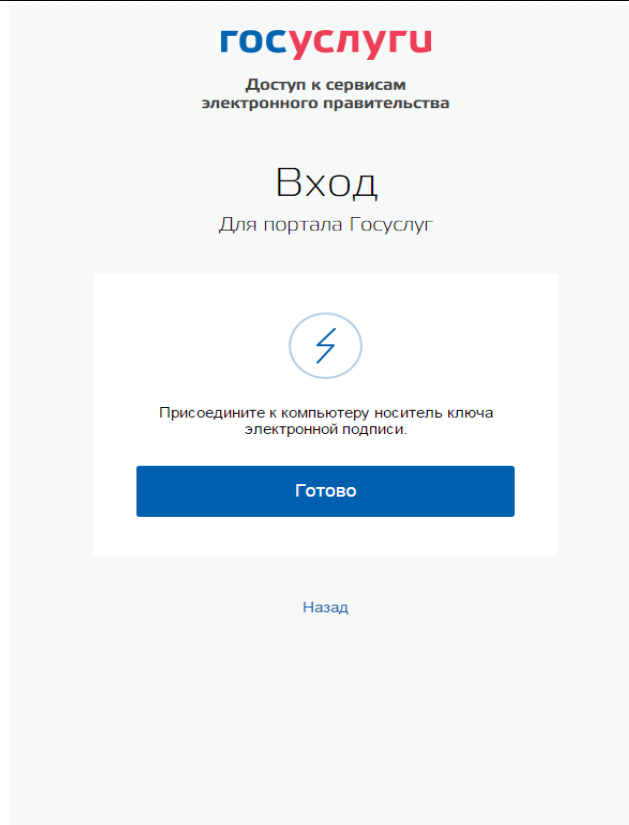 госуслуги
Доступ к сервисам
электронного правительства
Вход
Для портала Госуслуг
Присоедините к компьютеру носитель ключа
электронной подписи.
Готово
Назад